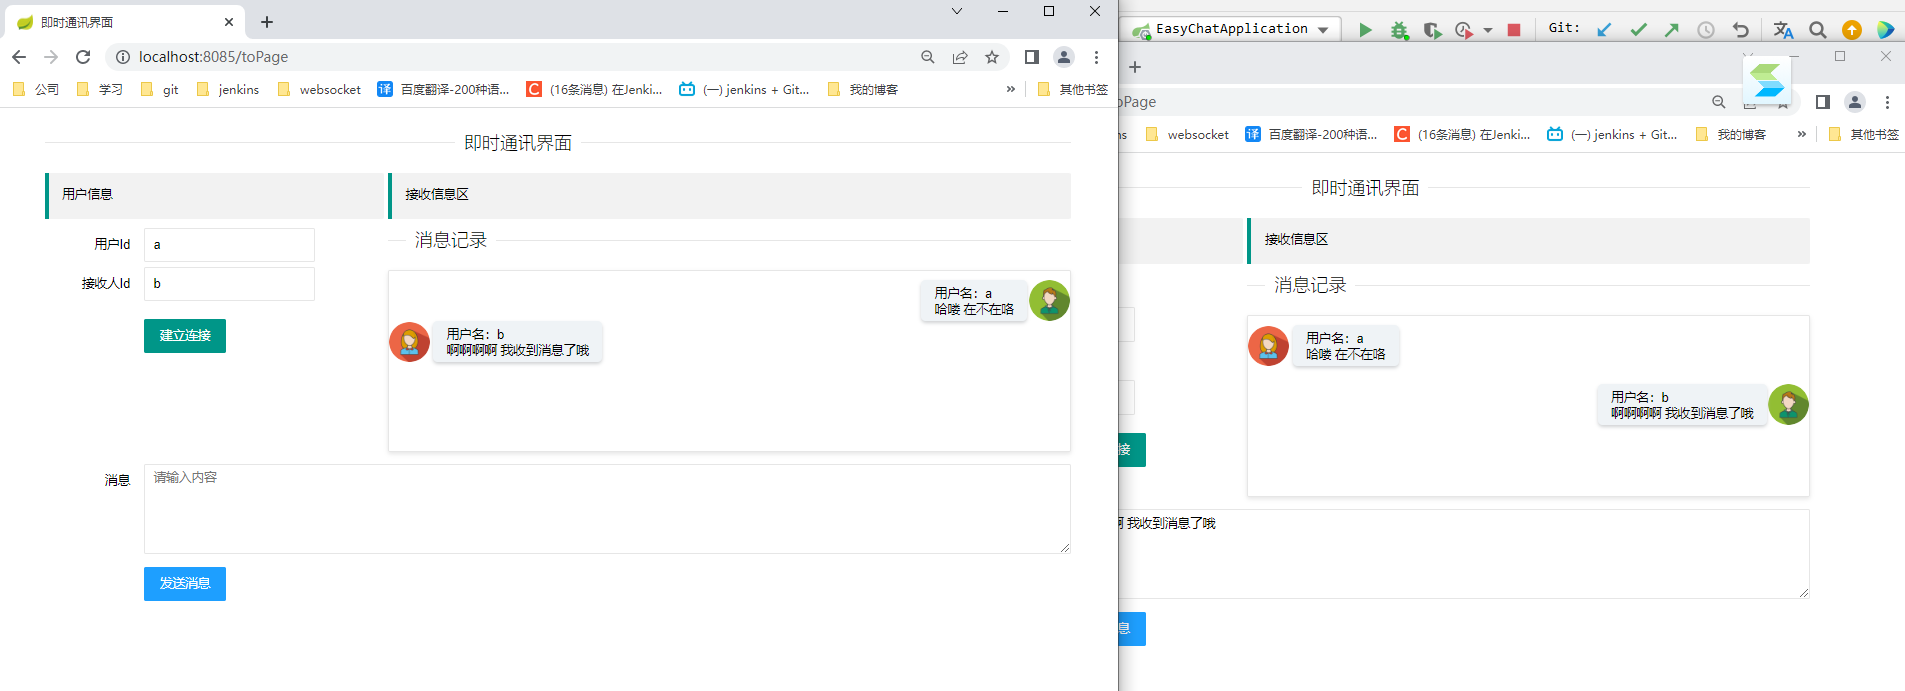 即时通讯界面
localhost:8085/toPage
公司
学习
git
jenkins
websocket
译 百度翻译-200种语...
C (16条消息) 在Jenki...
(一) jenkins + Git...
我的博客
»
其他书签
即时通讯界面
用户信息
接收信息区
用户Id
a
接收人Id
b
建立连接
消息记录
用户名: a
哈喽 在不在咯
用户名: b
啊啊啊啊 我收到消息了哦
消息
请输入内容
发送消息
EasyChatApplication
Git:
oPage
ns
websocket
译 百度翻译-200种语...
C (16条消息) 在Jenki...
(一) jenkins + Git...
我的博客
»
其他书签
即时通讯界面
接收信息区
消息记录
用户名: a
哈喽 在不在咯
用户名: b
啊啊啊啊 我收到消息了哦
接
啊 我收到消息了哦
息